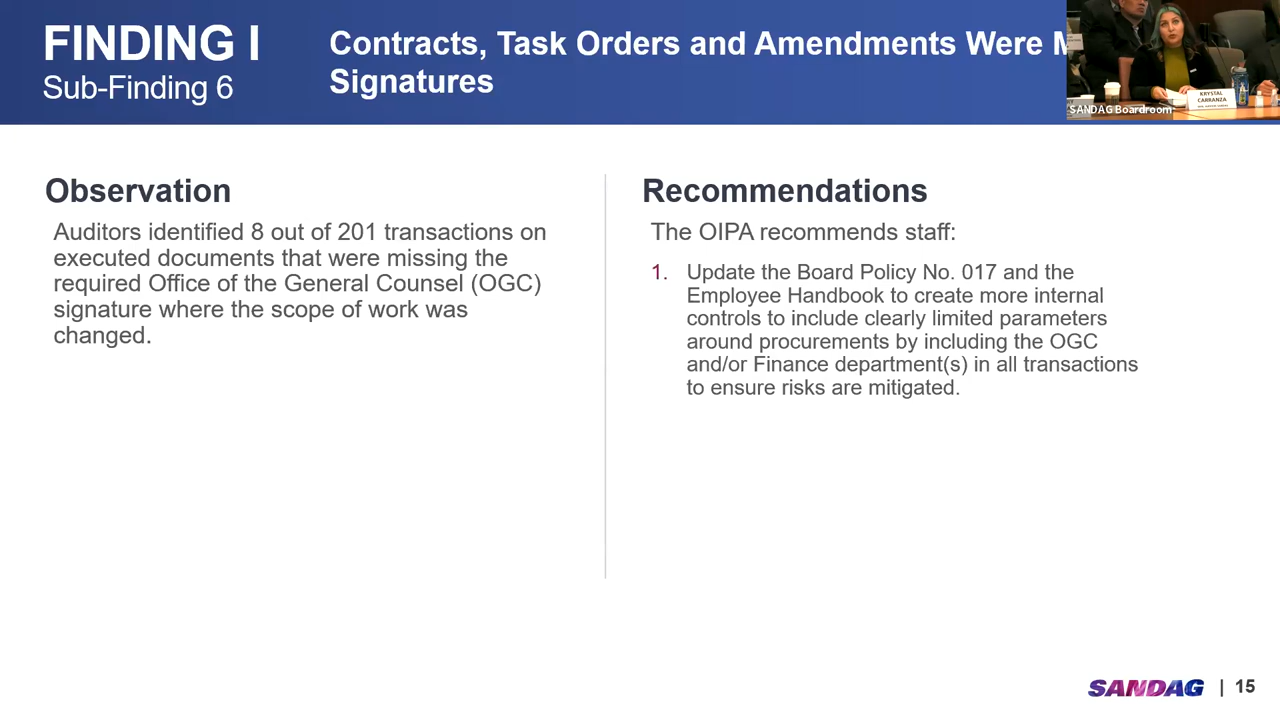 FINDING I
Sub-Finding 6
Contracts, Task Orders and Amendments Were
Signatures
KRYSTAL
CARRANZA
SANDAG Boardroom
Observation
Auditors identified 8 out of 201 transactions on
executed documents that were missing the
required Office of the General Counsel (OGC)
signature where the scope of work was
changed.
Recommendations
The OIPA recommends staff:
1. Update the Board Policy No. 017 and the
Employee Handbook to create more internal
controls to include clearly limited parameters
around procurements by including the OGC
and/or Finance department(s) in all transactions
to ensure risks are mitigated.
SANDAG | 15